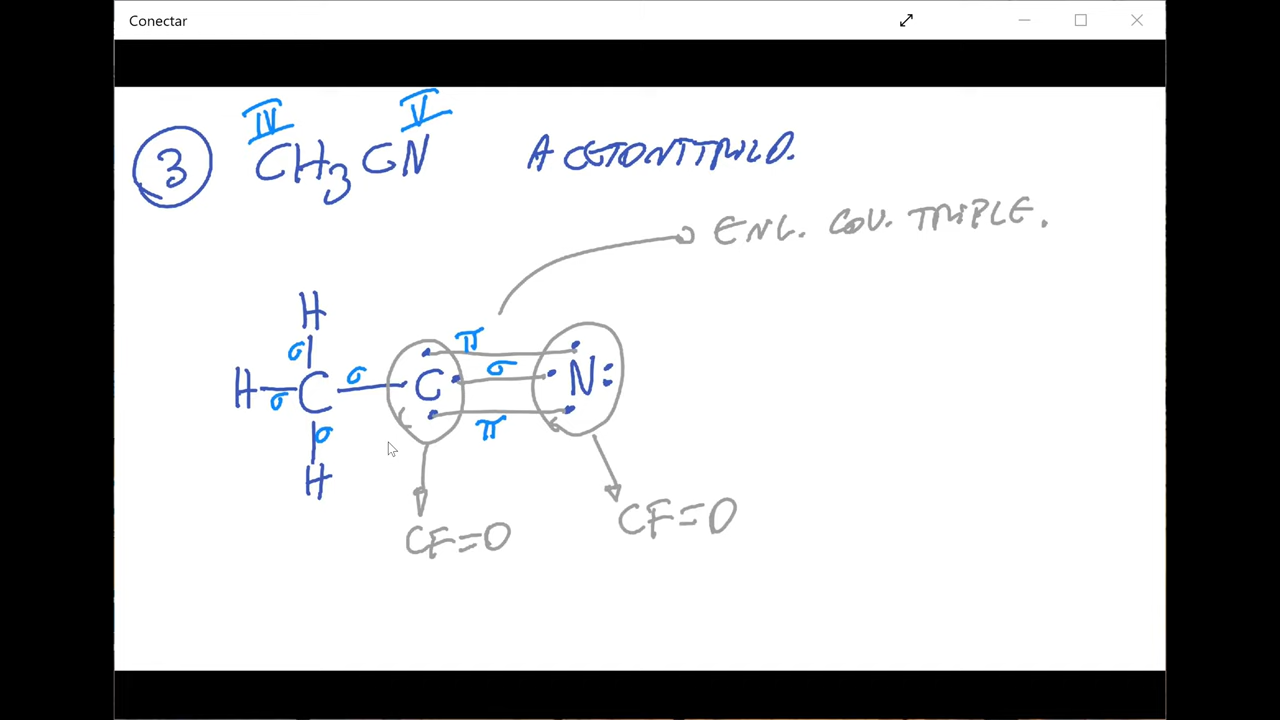 Conectar
IV V
3 CH3CN ACETONITRILO.
ENL. COV. TRIPLE.
H
σ π
H σ C σ C σ N:
σ π
H
CF=0 CF=0